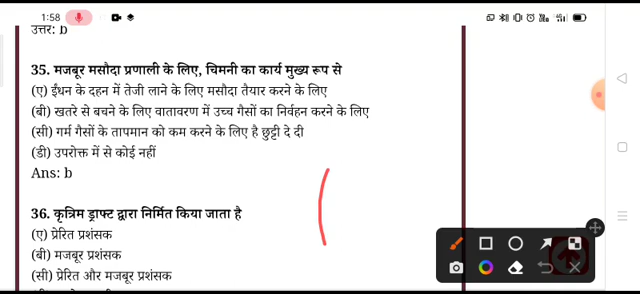 1:58
उत्तर: b
35. मजबूर मसौदा प्रणाली के लिए, चिमनी का कार्य मुख्य रूप से
(ए) ईंधन के दहन में तेजी लाने के लिए मसौदा तैयार करने के लिए
(बी) खतरे से बचने के लिए वातावरण में उच्च गैसों का निर्वहन करने के लिए
(सी) गर्म गैसों के तापमान को कम करने के लिए है छुट्टी दे दी
(डी) उपरोक्त में से कोई नहीं
Ans: b
36. कृत्रिम ड्राफ्ट द्वारा निर्मित किया जाता है
(ए) प्रेरित प्रशंसक
(बी) मजबूर प्रशंसक
(सी) प्रेरित और मजबूर प्रशंसक